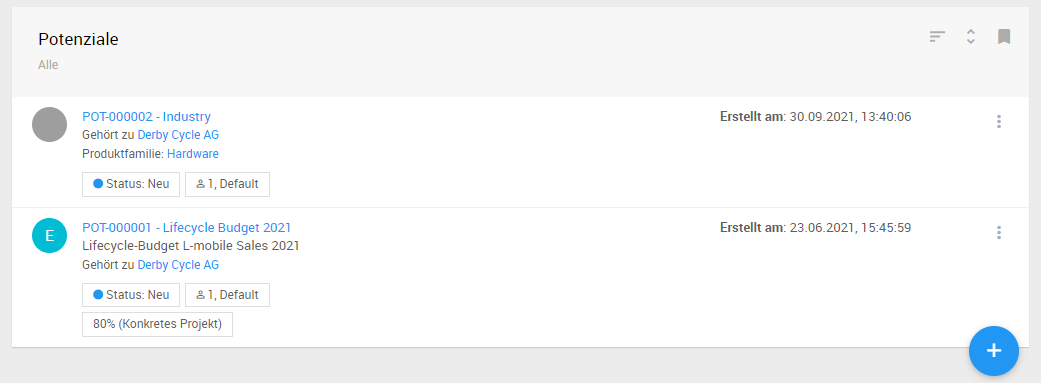 Potenziale
Alle
POT-000002 - Industry
Erstellt am: 30.09.2021, 13:40:06
Gehört zu Derby Cycle AG
Produktfamilie: Hardware
Status: Neu
1, Default
E
POT-000001 - Lifecycle Budget 2021
Erstellt am: 23.06.2021, 15:45:59
Lifecycle-Budget L-mobile Sales 2021
Gehört zu Derby Cycle AG
Status: Neu
1, Default
80% (Konkretes Projekt)